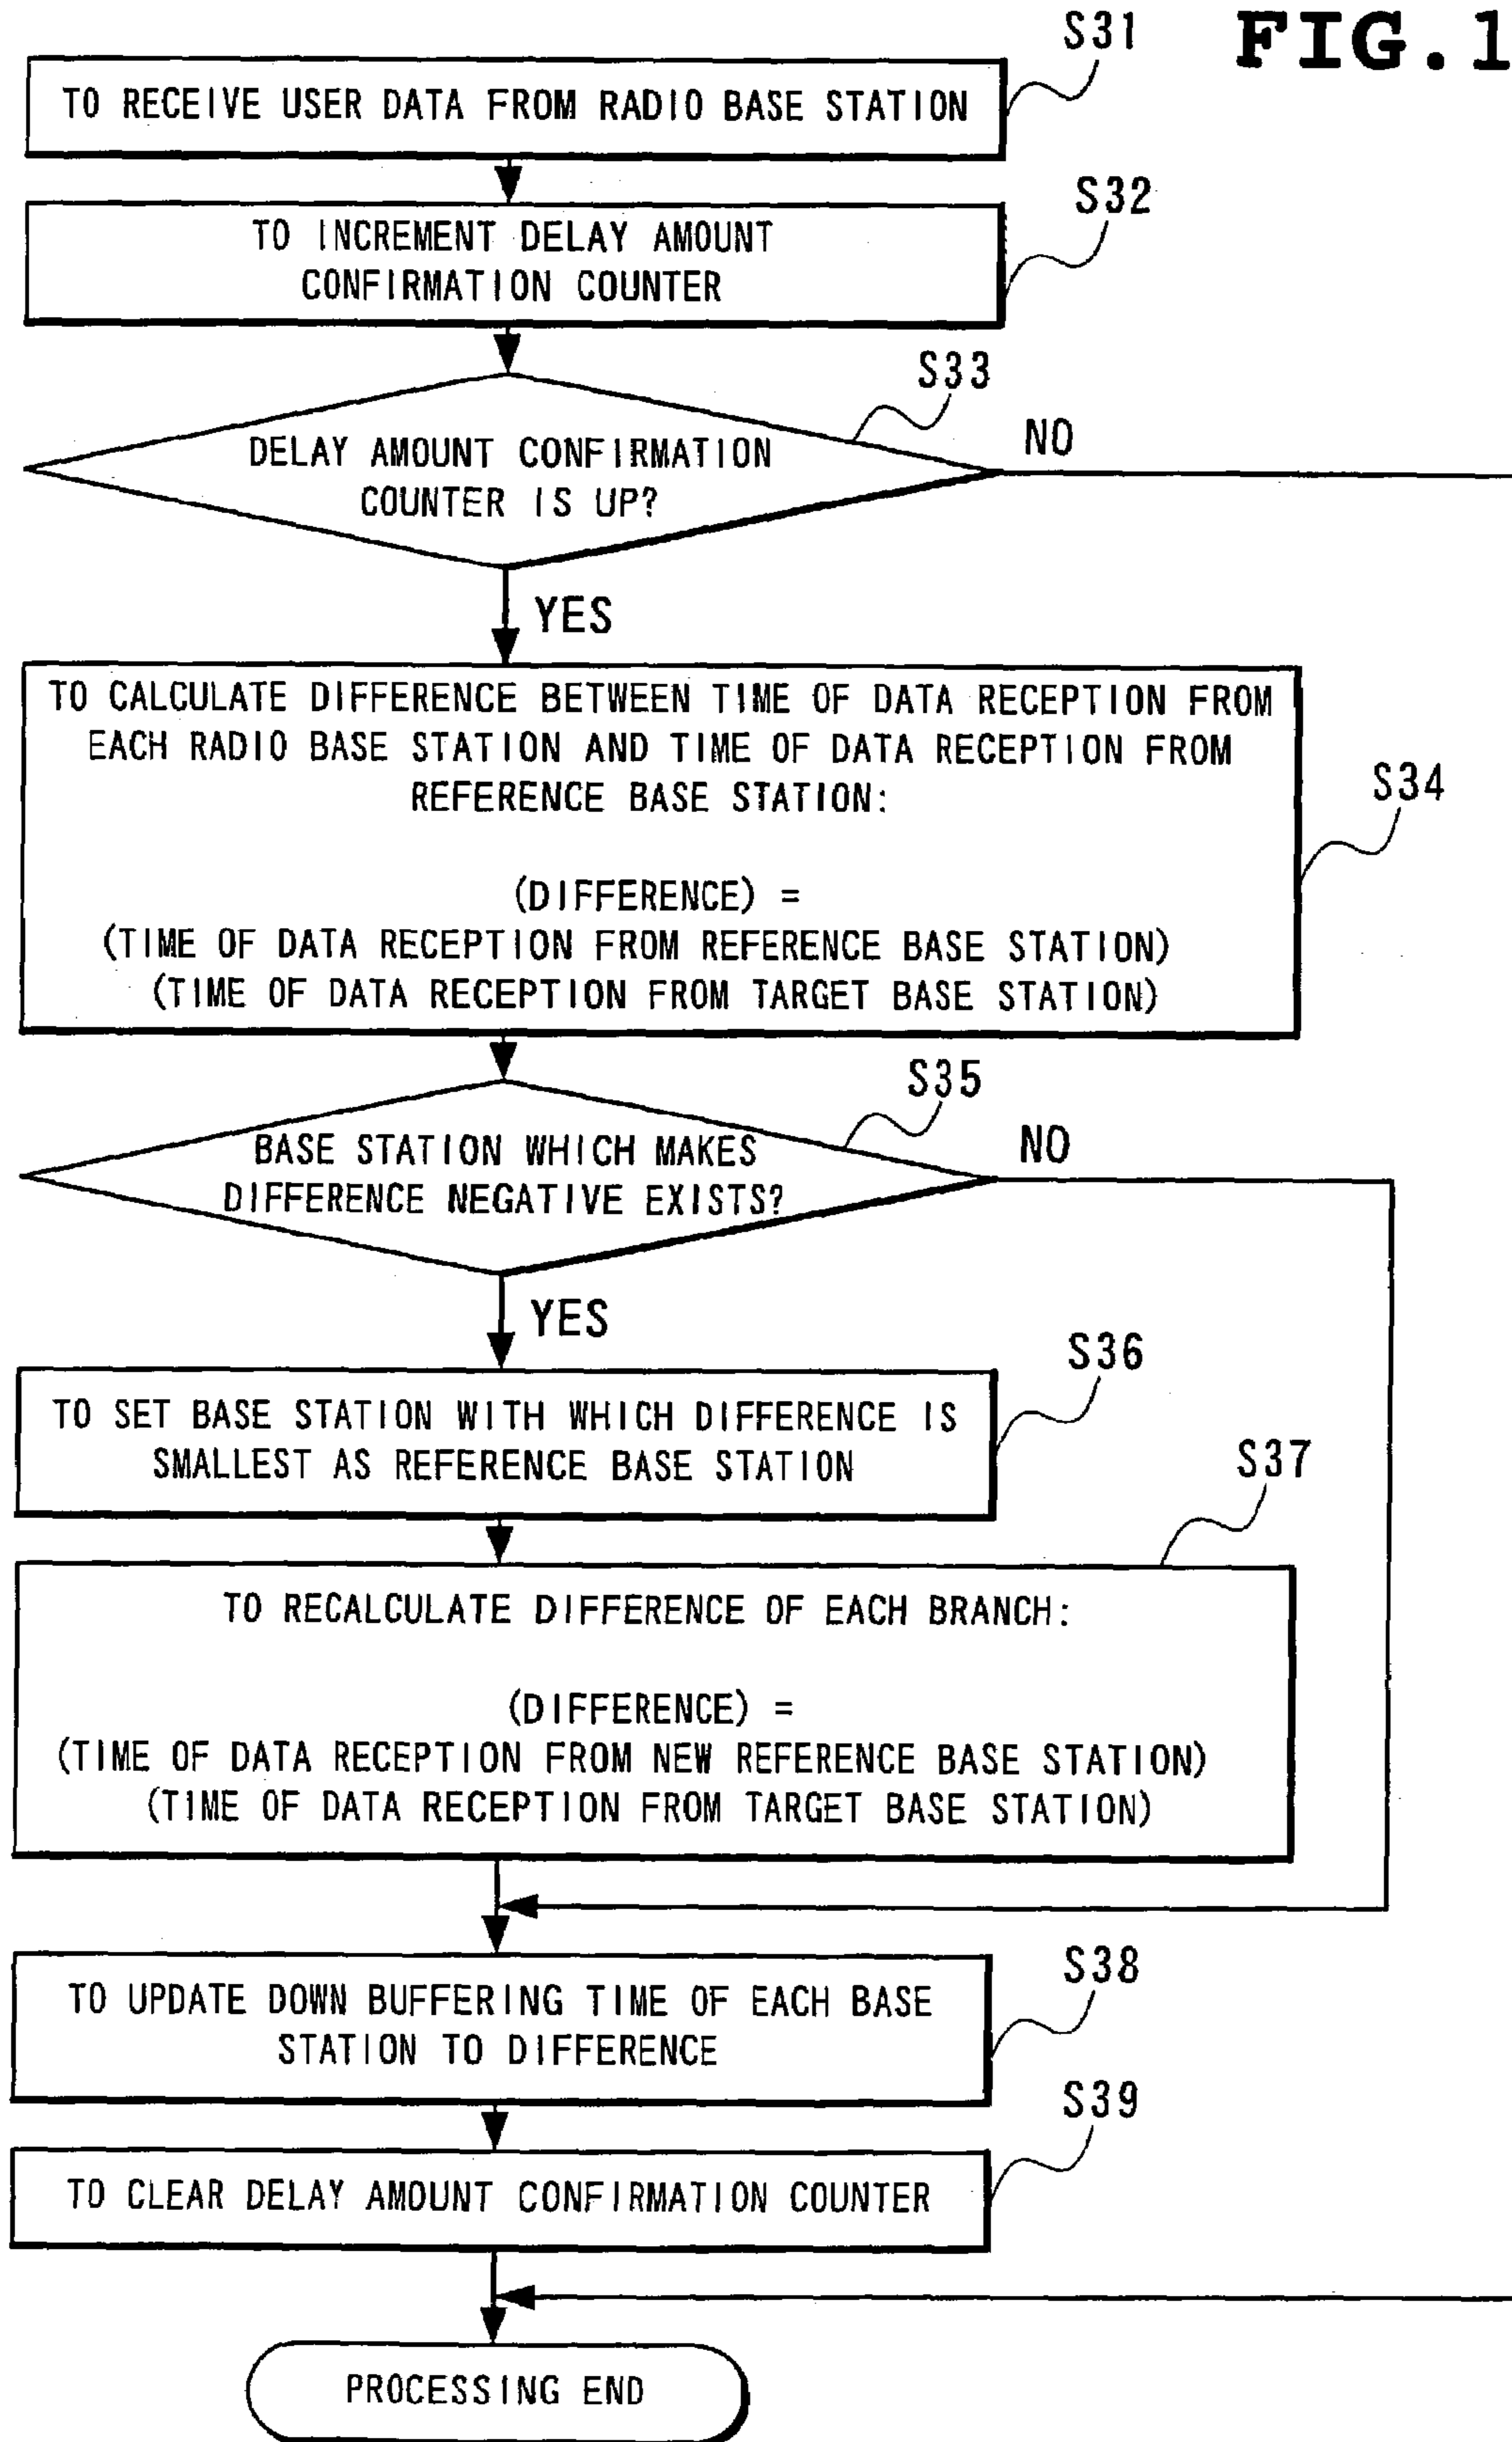 FIG.1
S31
TO RECEIVE USER DATA FROM RADIO BASE STATION
S32
TO INCREMENT DELAY AMOUNT
CONFIRMATION COUNTER
S33
DELAY AMOUNT CONFIRMATION
COUNTER IS UP?
NO
YES
TO CALCULATE DIFFERENCE BETWEEN TIME OF DATA RECEPTION FROM
EACH RADIO BASE STATION AND TIME OF DATA RECEPTION FROM
REFERENCE BASE STATION:
(DIFFERENCE) =
(TIME OF DATA RECEPTION FROM REFERENCE BASE STATION)
(TIME OF DATA RECEPTION FROM TARGET BASE STATION)
S34
S35
BASE STATION WHICH MAKES
DIFFERENCE NEGATIVE EXISTS?
NO
YES
S36
TO SET BASE STATION WITH WHICH DIFFERENCE IS
SMALLEST AS REFERENCE BASE STATION
S37
TO RECALCULATE DIFFERENCE OF EACH BRANCH:
(DIFFERENCE) =
(TIME OF DATA RECEPTION FROM NEW REFERENCE BASE STATION)
(TIME OF DATA RECEPTION FROM TARGET BASE STATION)
S38
TO UPDATE DOWN BUFFERING TIME OF EACH BASE
STATION TO DIFFERENCE
S39
TO CLEAR DELAY AMOUNT CONFIRMATION COUNTER
PROCESSING END